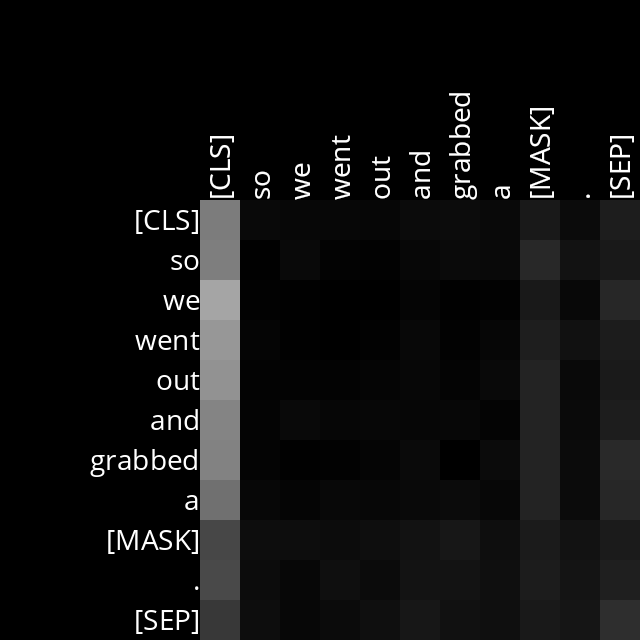 [CLS] so we went out and grabbed a [MASK] . [SEP]
[CLS]
so
we
went
out
and
grabbed
a
[MASK]
.
[SEP]